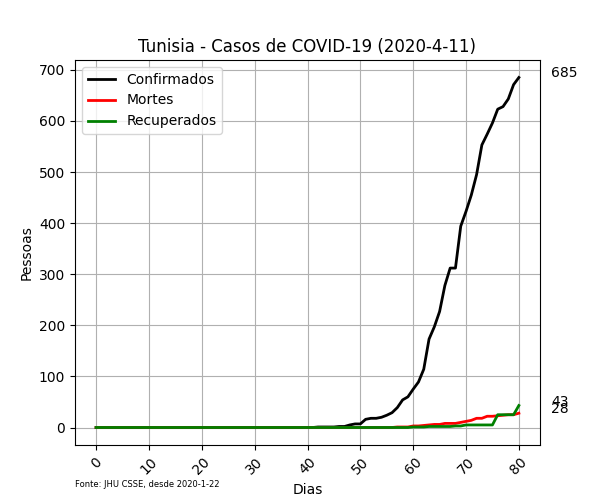 Tunisia - Casos de COVID-19 (2020-4-11)
Confirmados
Mortes
Recuperados
700
600
500
400
300
200
100
0
Pessoas
685
43
28
0 10 20 30 40 50 60 70 80
Dias
Fonte: JHU CSSE, desde 2020-1-22